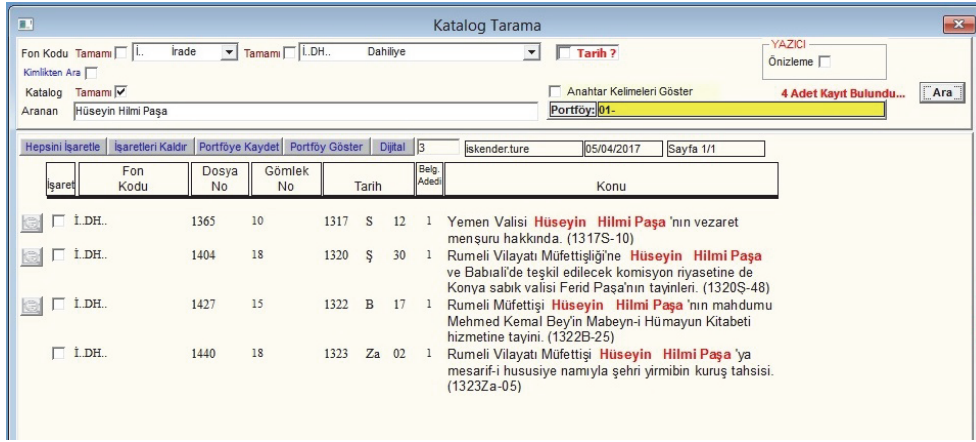 Katalog Tarama
Fon Kodu Tamamı İ.. İrade Tamamı İ..DH.. Dahiliye Tarih ? YAZICI
Önizleme
Kimlikten Ara
Katalog Tamamı Anahtar Kelimeleri Göster 4 Adet Kayıt Bulundu... Ara
Aranan Hüseyin Hilmi Paşa Portföy: 01-
Hepsini İşaretle İşaretleri Kaldır Portföye Kaydet Portföy Göster Dijital 3 iskender.ture 05/04/2017 Sayfa 1/1
İşaret Fon Kodu Dosya No Gömlek No Tarih Belg. Adedi Konu
İ..DH.. 1365 10 1317 S 12 1 Yemen Valisi Hüseyin Hilmi Paşa 'nın vezaret
menşuru hakkında. (1317S-10)
İ..DH.. 1404 18 1320 Ş 30 1 Rumeli Vilayatı Müfettişliği'ne Hüseyin Hilmi Paşa
ve Babıali'de teşkil edilecek komisyon riyasetine de
Konya sabık valisi Ferid Paşa'nın tayinleri. (1320Ş-48)
İ..DH.. 1427 15 1322 B 17 1 Rumeli Müfettişi Hüseyin Hilmi Paşa 'nın mahdumu
Mehmed Kemal Bey'in Mabeyn-i Hümayun Kitabeti
hizmetine tayini. (1322B-25)
İ..DH.. 1440 18 1323 Za 02 1 Rumeli Vilayatı Müfettişi Hüseyin Hilmi Paşa 'ya
mesarif-i hususiye namıyla şehri yirmibin kuruş tahsisi.
(1323Za-05)